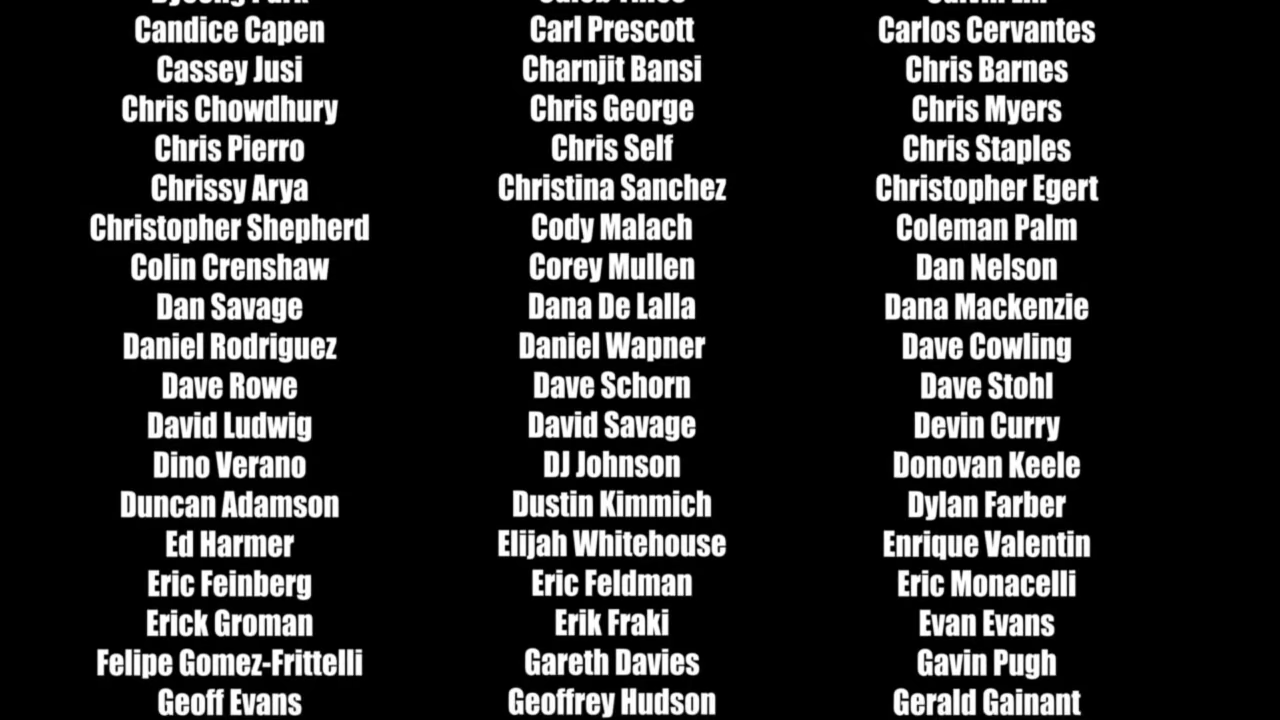 Candice Capen Carl Prescott Carlos Cervantes
Cassey Jusi Charnjit Bansi Chris Barnes
Chris Chowdhury Chris George Chris Myers
Chris Pierro Chris Self Chris Staples
Chrissy Arya Christina Sanchez Christopher Egert
Christopher Shepherd Cody Malach Coleman Palm
Colin Crenshaw Corey Mullen Dan Nelson
Dan Savage Dana De Lalla Dana Mackenzie
Daniel Rodriguez Daniel Wapner Dave Cowling
Dave Rowe Dave Schorn Dave Stohl
David Ludwig David Savage Devin Curry
Dino Verano DJ Johnson Donovan Keele
Duncan Adamson Dustin Kimmich Dylan Farber
Ed Harmer Elijah Whitehouse Enrique Valentin
Eric Feinberg Eric Feldman Eric Monacelli
Erick Groman Erik Fraki Evan Evans
Felipe Gomez-Frittelli Gareth Davies Gavin Pugh
Geoff Evans Geoffrey Hudson Gerald Gainant